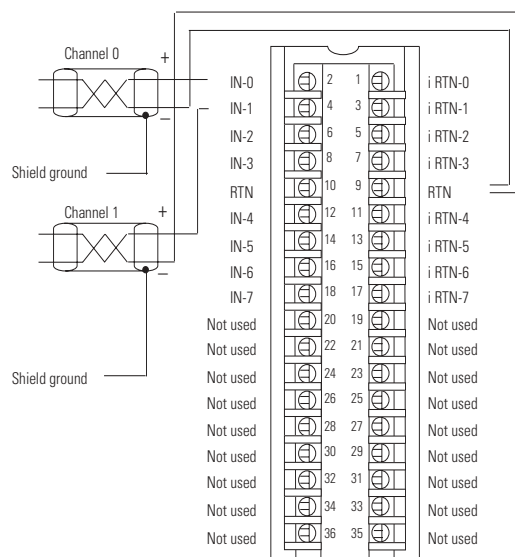 Channel 0
+
–
Shield ground
Channel 1
+
–
Shield ground
IN-0 2 1 i RTN-0
IN-1 4 3 i RTN-1
IN-2 6 5 i RTN-2
IN-3 8 7 i RTN-3
RTN 10 9 RTN
IN-4 12 11 i RTN-4
IN-5 14 13 i RTN-5
IN-6 16 15 i RTN-6
IN-7 18 17 i RTN-7
Not used 20 19 Not used
Not used 22 21 Not used
Not used 24 23 Not used
Not used 26 25 Not used
Not used 28 27 Not used
Not used 30 29 Not used
Not used 32 31 Not used
Not used 34 33 Not used
Not used 36 35 Not used